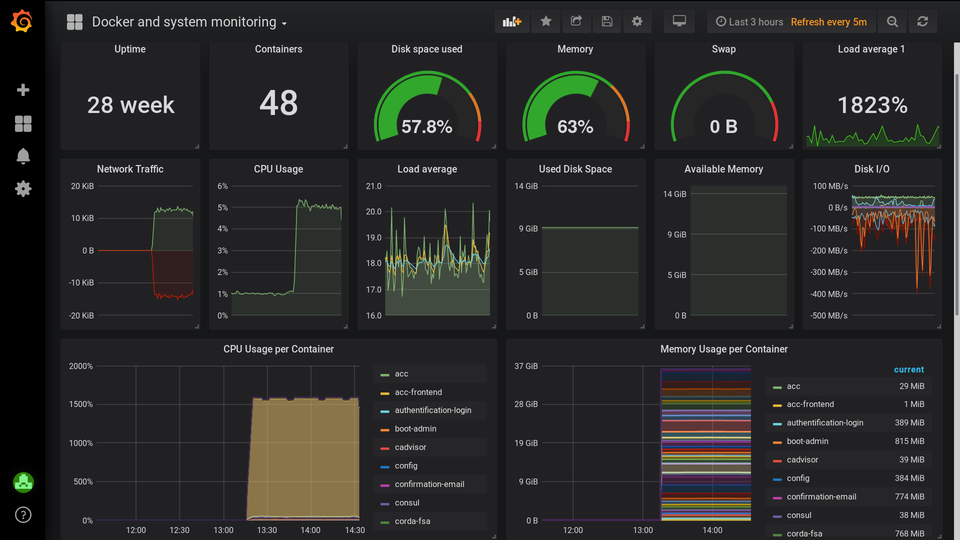 Docker and system monitoring
Last 3 hours Refresh every 5m
Uptime
28 week
Containers
48
Disk space used
57.8%
Memory
63%
Swap
0 B
Load average 1
1823%
Network Traffic
20 KiB
10 KiB
0 B
-10 KiB
-20 KiB
CPU Usage
6%
5%
4%
3%
2%
1%
0%
Load average
21.0
20.0
19.0
18.0
17.0
16.0
Used Disk Space
14 GiB
9 GiB
5 GiB
0 B
Available Memory
14 GiB
9 GiB
5 GiB
0 B
Disk I/O
100 MB/s
0 B/s
-100 MB/s
-200 MB/s
-300 MB/s
-400 MB/s
-500 MB/s
CPU Usage per Container
2000%
1500%
1000%
500%
0%
12:00 12:30 13:00 13:30 14:00 14:30
acc
acc-frontend
authentification-login
boot-admin
cadvisor
config
confirmation-email
consul
corda-fsa
Memory Usage per Container
37 GiB
28 GiB
19 GiB
9 GiB
0 B
12:00 13:00 14:00
current
acc 29 MiB
acc-frontend 1 MiB
authentification-login 389 MiB
boot-admin 815 MiB
cadvisor 39 MiB
config 384 MiB
confirmation-email 774 MiB
consul 38 MiB
corda-fsa 768 MiB